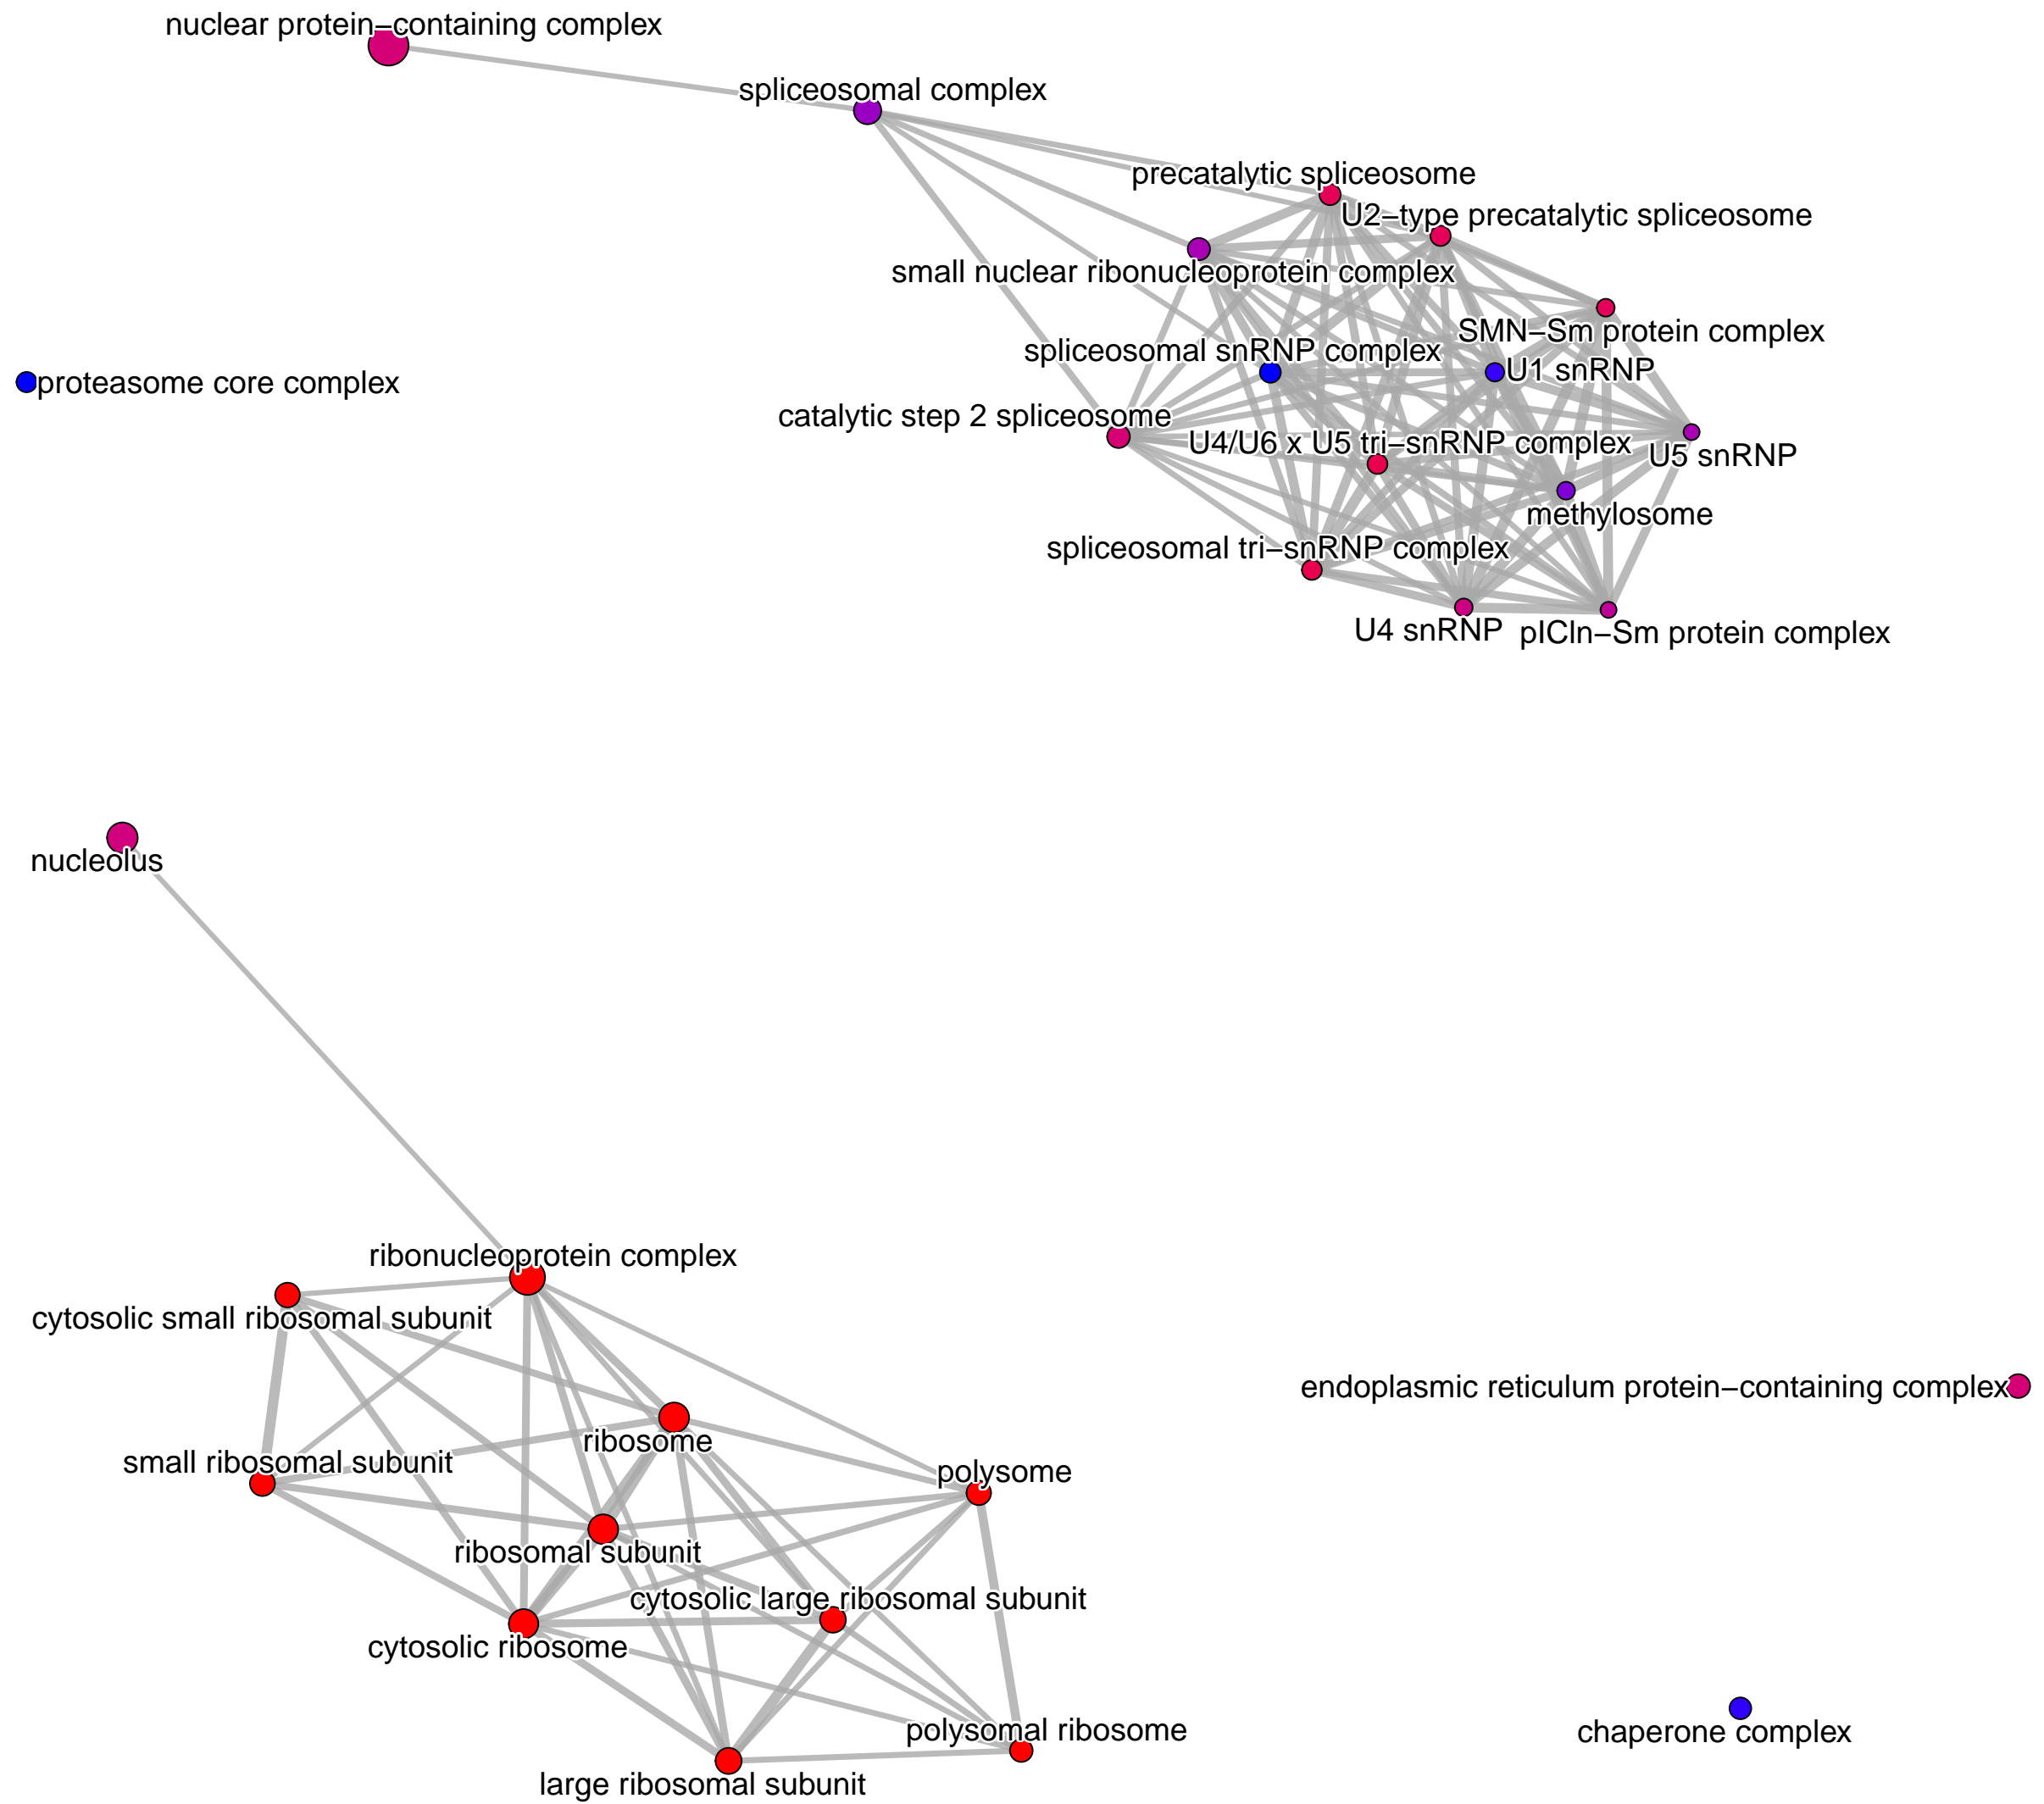 nuclear protein−containing complex
spliceosomal complex
precatalytic spliceosome
U2−type precatalytic spliceosome
small nuclear ribonucleoprotein complex
SMN−Sm protein complex
spliceosomal snRNP complex
U1 snRNP
proteasome core complex
catalytic step 2 spliceosome
U4/U6 x U5 tri−snRNP complex
U5 snRNP
methylosome
spliceosomal tri−snRNP complex
U4 snRNP
pICln−Sm protein complex
nucleolus
ribonucleoprotein complex
cytosolic small ribosomal subunit
endoplasmic reticulum protein−containing complex
ribosome
small ribosomal subunit
polysome
ribosomal subunit
cytosolic large ribosomal subunit
cytosolic ribosome
polysomal ribosome
chaperone complex
large ribosomal subunit